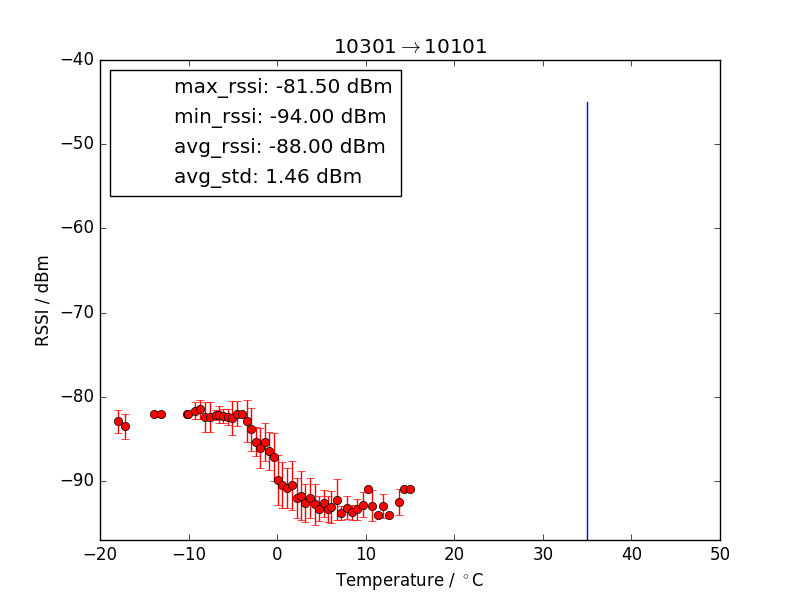 10301→10101
max_rssi: -81.50 dBm
min_rssi: -94.00 dBm
avg_rssi: -88.00 dBm
avg_std: 1.46 dBm
−40
−50
−60
−70
−80
−90
RSSI / dBm
−20
−10
0
10
20
30
40
50
Temperature / °C